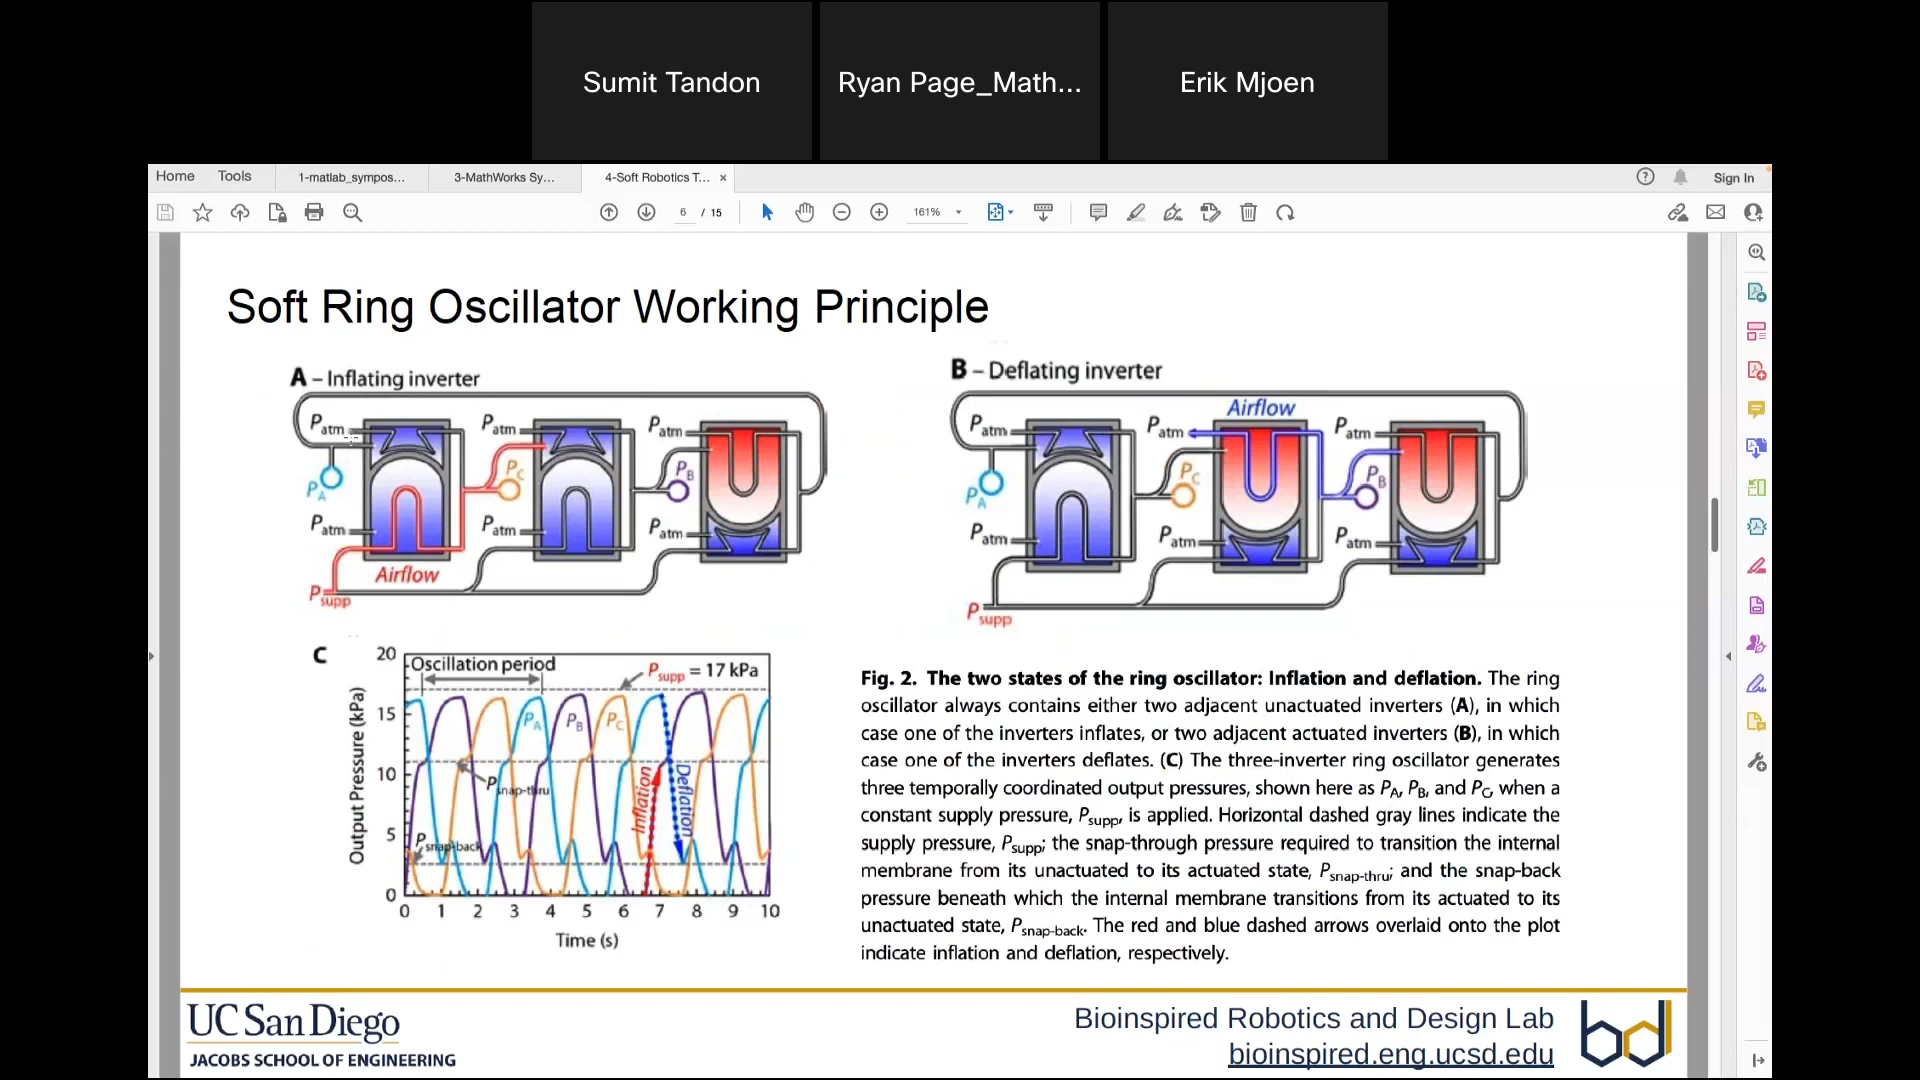 Sumit Tandon
Ryan Page_Math...
Erik Mjoen
Home
Tools
1-matlab_sympos...
3-MathWorks Sy...
4-Soft Robotics T... ×
Sign In
6 / 15
161%
Soft Ring Oscillator Working Principle
A – Inflating inverter
Patm
Patm
Patm
PA
PC
PB
Patm
Patm
Patm
Airflow
Psupp
B – Deflating inverter
Airflow
Patm
Patm
Patm
PA
PC
PB
Patm
Patm
Patm
Psupp
C
Oscillation period
Psupp = 17 kPa
PA
PB
PC
Psnap-thru
Psnap-back
Inflation
Deflation
Output Pressure (kPa)
20
15
10
5
0
0 1 2 3 4 5 6 7 8 9 10
Time (s)
Fig. 2. The two states of the ring oscillator: Inflation and deflation. The ring
oscillator always contains either two adjacent unactuated inverters (A), in which
case one of the inverters inflates, or two adjacent actuated inverters (B), in which
case one of the inverters deflates. (C) The three-inverter ring oscillator generates
three temporally coordinated output pressures, shown here as PA, PB, and PC, when a
constant supply pressure, Psupp, is applied. Horizontal dashed gray lines indicate the
supply pressure, Psupp; the snap-through pressure required to transition the internal
membrane from its unactuated to its actuated state, Psnap-thru; and the snap-back
pressure beneath which the internal membrane transitions from its actuated to its
unactuated state, Psnap-back. The red and blue dashed arrows overlaid onto the plot
indicate inflation and deflation, respectively.
UC San Diego
JACOBS SCHOOL OF ENGINEERING
Bioinspired Robotics and Design Lab
bioinspired.eng.ucsd.edu
bd